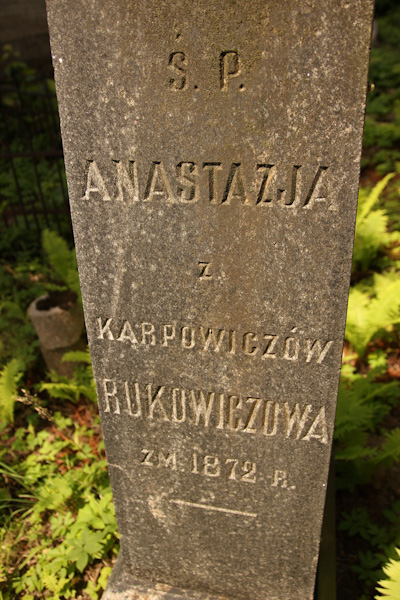 Ś. P.
ANASTAZJA
Z
KARPOWICZÓW
RUKOWICZOWA
ZM. 1872 R.